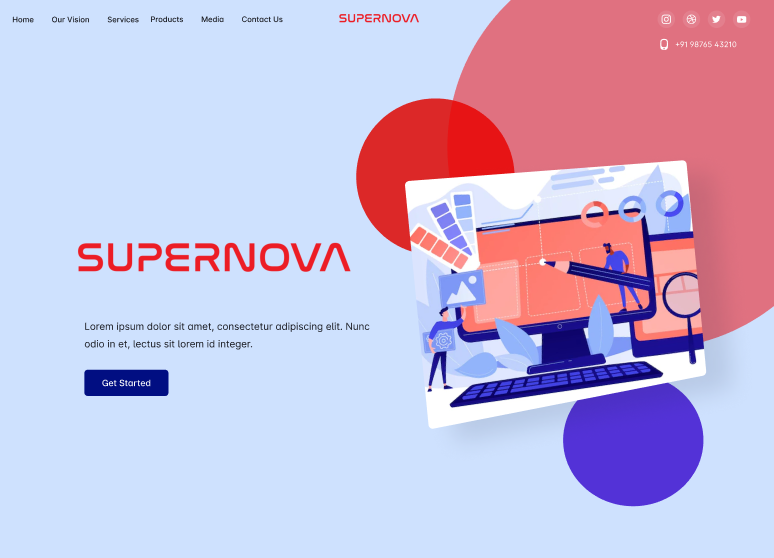 Home Our Vision Services Products Media Contact Us
SUPERNOVA
+91 98765 43210
SUPERNOVA
Lorem ipsum dolor sit amet, consectetur adipiscing elit. Nunc
odio in et, lectus sit lorem id integer.
Get Started